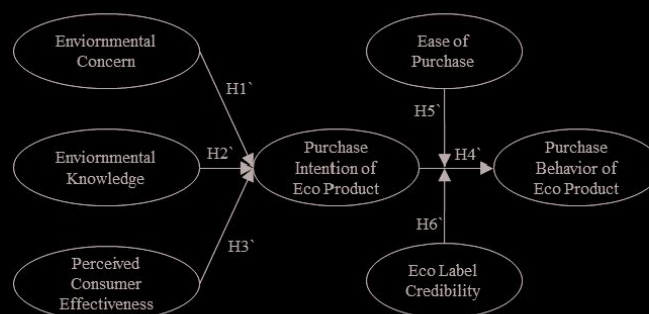 Enviornmental
Concern
Ease of
Purchase
H1`
H5`
Enviornmental
Knowledge
H2`
Purchase
Intention of
Eco Product
H4`
Purchase
Behavior of
Eco Product
H3`
H6`
Perceived
Consumer
Effectiveness
Eco Label
Credibility